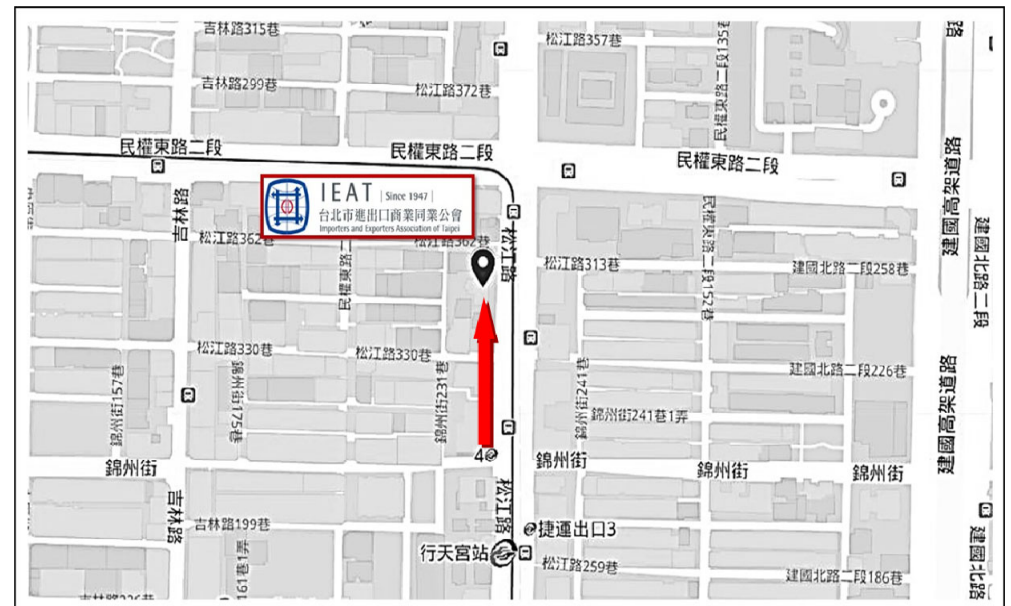 吉林路315巷
松江路357巷
民權東路二段135巷
吉林路299巷
松江路372巷
民權東路二段
民權東路二段
民權東路二段
建國高架道路
吉林路
IEAT | Since 1947 |
台北市進出口商業同業公會
Importers and Exporters Association of Taipei
松江路362巷
松江路362巷
松江路
民權東路二
民權東路二段152巷
建國北路二段
松江路313巷
建國北路二段258巷
松江路330巷
松江路330巷
建國北路二段226巷
錦州街157巷
錦州街175巷
錦州街231巷
錦州街241巷
錦州街241巷1弄
建國高架道路
4
錦州街
錦州街
錦州街
錦州街
吉林路
松江路
吉林路199巷
捷運出口3
行天宮站
松江路259巷
161巷1弄
建國北路二段186巷
建國北路